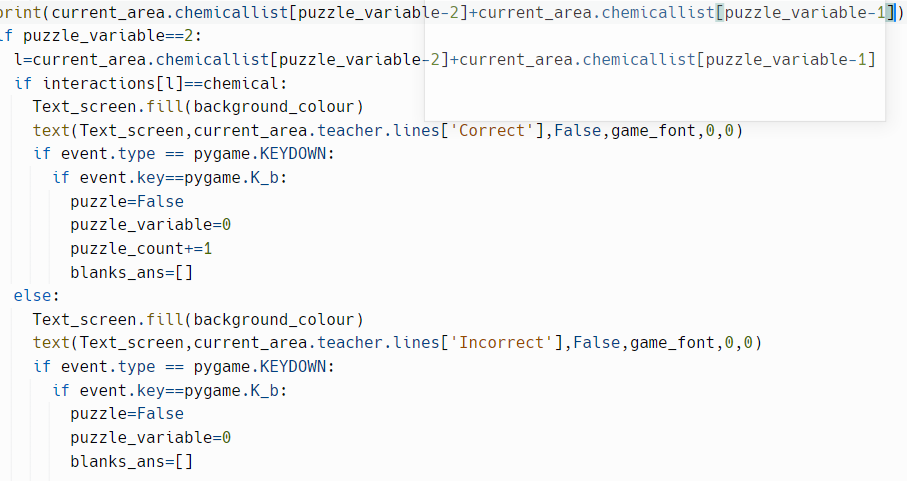 print(current_area.chemicallist[puzzle_variable-2]+current_area.chemicallist[puzzle_variable-1])
if puzzle_variable==2:
l=current_area.chemicallist[puzzle_variable-2]+current_area.chemicallist[puzzle_variable-1]
if interactions[l]==chemical:
Text_screen.fill(background_colour)
text(Text_screen,current_area.teacher.lines['Correct'],False,game_font,0,0)
if event.type == pygame.KEYDOWN:
if event.key==pygame.K_b:
puzzle=False
puzzle_variable=0
puzzle_count+=1
blanks_ans=[]
else:
Text_screen.fill(background_colour)
text(Text_screen,current_area.teacher.lines['Incorrect'],False,game_font,0,0)
if event.type == pygame.KEYDOWN:
if event.key==pygame.K_b:
puzzle=False
puzzle_variable=0
blanks_ans=[]